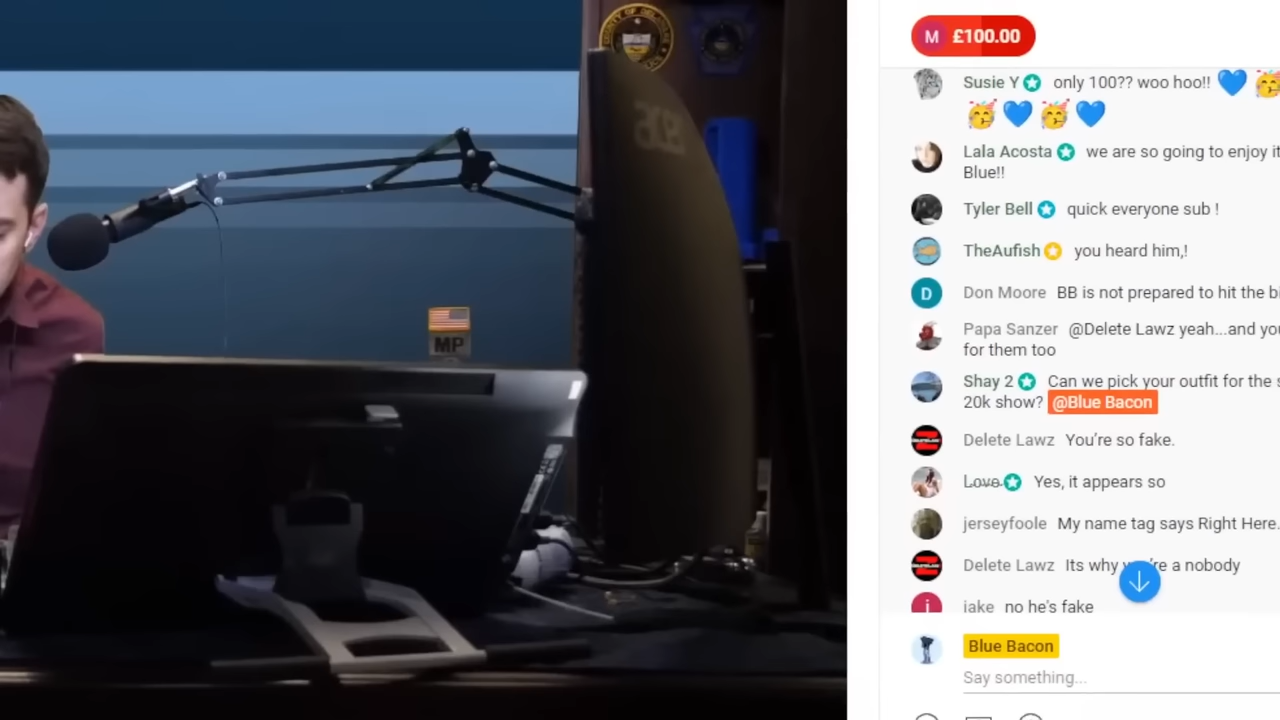 M £100.00
Susie Y only 100?? woo hoo!!
Lala Acosta we are so going to enjoy it
Blue!!
Tyler Bell quick everyone sub !
TheAufish you heard him,!
D Don Moore BB is not prepared to hit the
Papa Sanzer @Delete Lawz yeah...and
for them too
Shay 2 Can we pick your outfit for the
20k show? @Blue Bacon
Delete Lawz You're so fake.
Love Yes, it appears so
jerseyfoole My name tag says Right Here.
Delete Lawz Its why you're a nobody
jake no he's fake
Blue Bacon
Say something...
MP